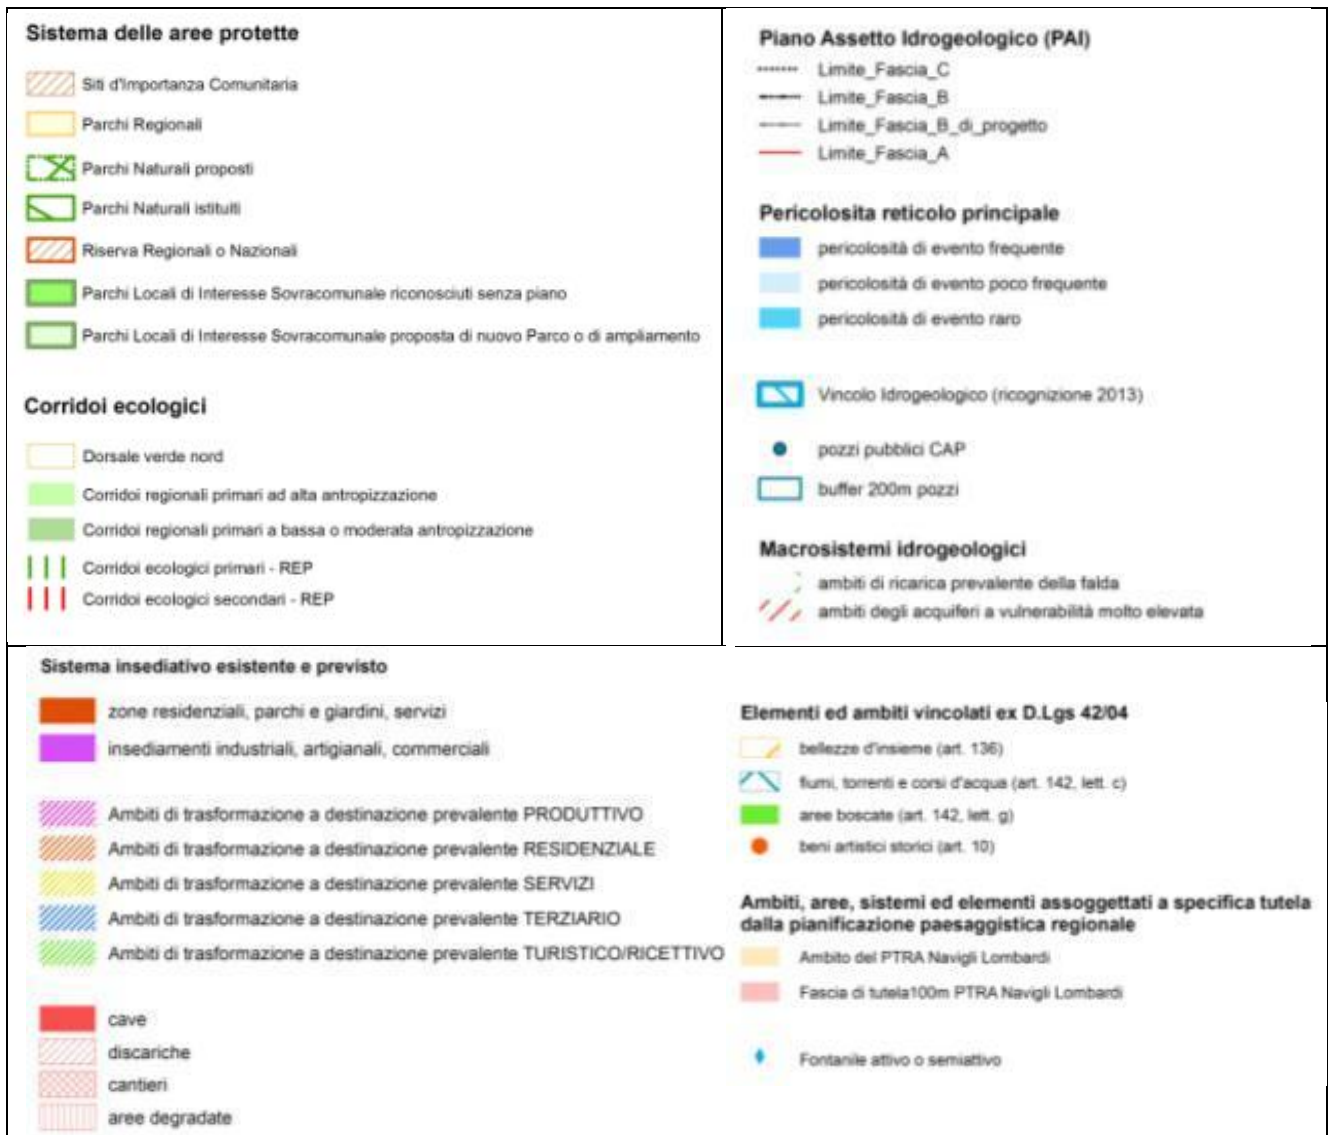 Sistema delle aree protette
Siti d'Importanza Comunitaria
Parchi Regionali
Parchi Naturali proposti
Parchi Naturali istituiti
Riserva Regionali o Nazionali
Parchi Locali di Interesse Sovracomunale riconosciuti senza piano
Parchi Locali di Interesse Sovracomunale proposta di nuovo Parco o di ampliamento
Corridoi ecologici
Dorsale verde nord
Corridoi regionali primari ad alta antropizzazione
Corridoi regionali primari a bassa o moderata antropizzazione
Corridoi ecologici primari - REP
Corridoi ecologici secondari - REP
Piano Assetto Idrogeologico (PAI)
Limite_Fascia_C
Limite_Fascia_B
Limite_Fascia_B_di_progetto
Limite_Fascia_A
Pericolosita reticolo principale
pericolosità di evento frequente
pericolosità di evento poco frequente
pericolosità di evento raro
Vincolo Idrogeologico (ricognizione 2013)
pozzi pubblici CAP
buffer 200m pozzi
Macrosistemi idrogeologici
ambiti di ricarica prevalente della falda
ambiti degli acquiferi a vulnerabilità molto elevata
Sistema insediativo esistente e previsto
zone residenziali, parchi e giardini, servizi
insediamenti industriali, artigianali, commerciali
Ambiti di trasformazione a destinazione prevalente PRODUTTIVO
Ambiti di trasformazione a destinazione prevalente RESIDENZIALE
Ambiti di trasformazione a destinazione prevalente SERVIZI
Ambiti di trasformazione a destinazione prevalente TERZIARIO
Ambiti di trasformazione a destinazione prevalente TURISTICO/RICETTIVO
cave
discariche
cantieri
aree degradate
Elementi ed ambiti vincolati ex D.Lgs 42/04
bellezze d'insieme (art. 136)
fiumi, torrenti e corsi d'acqua (art. 142, lett. c)
aree boscate (art. 142, lett. g)
beni artistici storici (art. 10)
Ambiti, aree, sistemi ed elementi assoggettati a specifica tutela
dalla pianificazione paesaggistica regionale
Ambito del PTRA Navigli Lombardi
Fascia di tutela100m PTRA Navigli Lombardi
Fontanile attivo o semiattivo